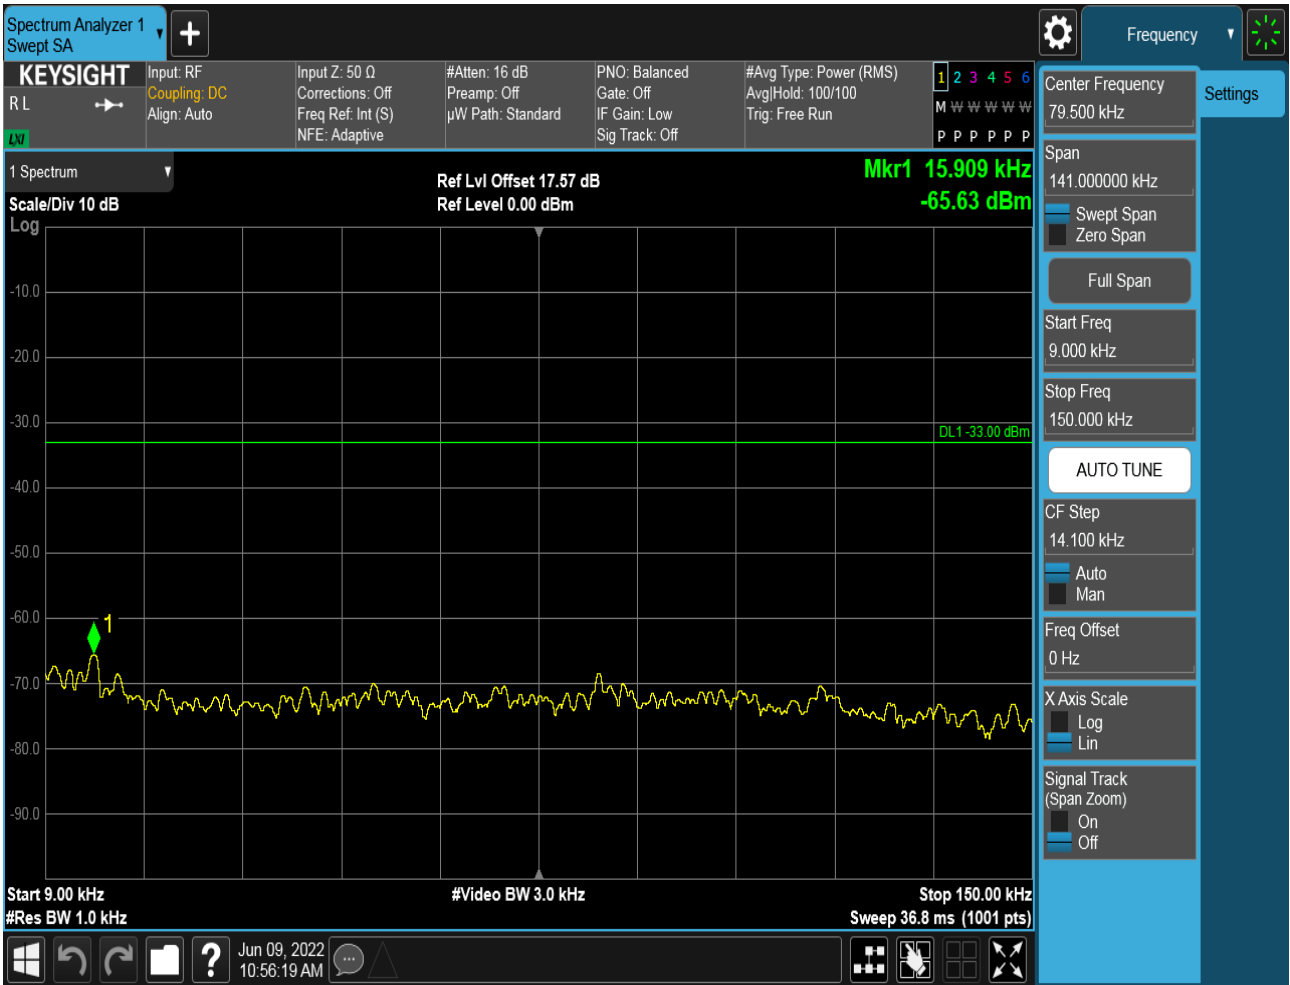 Spectrum Analyzer 1
Swept SA
Frequency
KEYSIGHT
R L
LXI
Input: RF
Coupling: DC
Align: Auto
Input Z: 50 Ω
Corrections: Off
Freq Ref: Int (S)
NFE: Adaptive
#Atten: 16 dB
Preamp: Off
µW Path: Standard
PNO: Balanced
Gate: Off
IF Gain: Low
Sig Track: Off
#Avg Type: Power (RMS)
Avg|Hold: 100/100
Trig: Free Run
1 2 3 4 5 6
M W W W W W
P P P P P P
1 Spectrum
Scale/Div 10 dB
Log
Ref Lvl Offset 17.57 dB
Ref Level 0.00 dBm
Mkr1 15.909 kHz
-65.63 dBm
-10.0
-20.0
-30.0
DL1 -33.00 dBm
-40.0
-50.0
-60.0
1
-70.0
-80.0
-90.0
Start 9.00 kHz
#Res BW 1.0 kHz
#Video BW 3.0 kHz
Stop 150.00 kHz
Sweep 36.8 ms (1001 pts)
?
Jun 09, 2022
10:56:19 AM
Center Frequency
79.500 kHz
Span
141.000000 kHz
Swept Span
Zero Span
Full Span
Start Freq
9.000 kHz
Stop Freq
150.000 kHz
AUTO TUNE
CF Step
14.100 kHz
Auto
Man
Freq Offset
0 Hz
X Axis Scale
Log
Lin
Signal Track
(Span Zoom)
On
Off
Settings